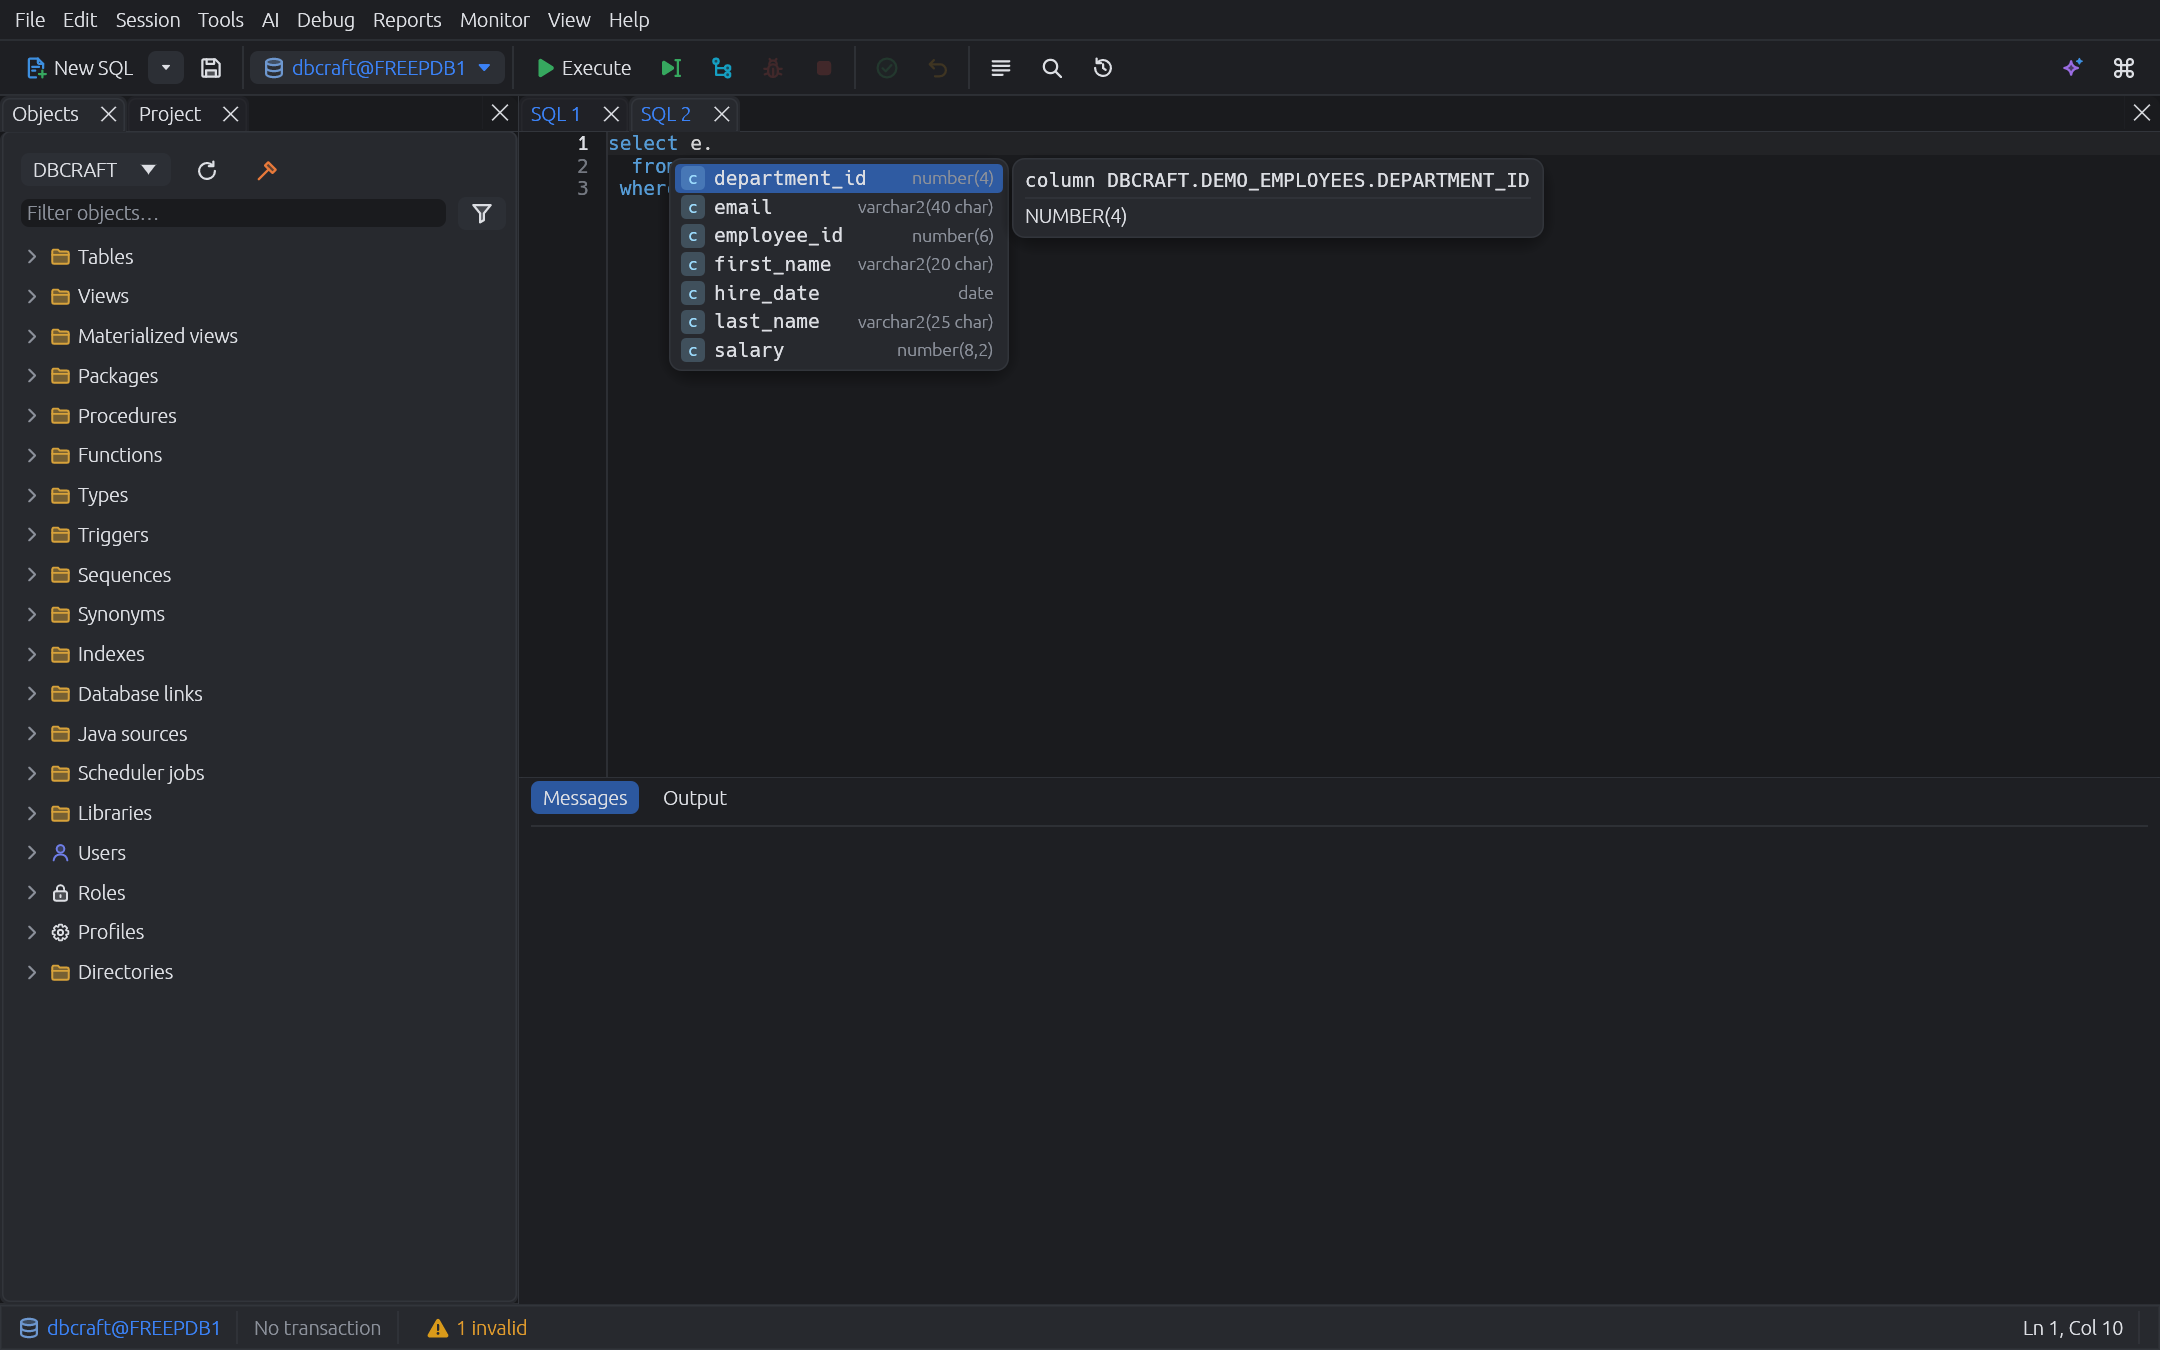 File Edit Session Tools AI Debug Reports Monitor View Help
New SQL dbcraft@FREEPDB1 Execute
Objects Project SQL 1 SQL 2
DBCRAFT
Filter objects...
Tables
Views
Materialized views
Packages
Procedures
Functions
Types
Triggers
Sequences
Synonyms
Indexes
Database links
Java sources
Scheduler jobs
Libraries
Users
Roles
Profiles
Directories
1 select e.
2 from
3 where
c department_id number(4)
c email varchar2(40 char)
c employee_id number(6)
c first_name varchar2(20 char)
c hire_date date
c last_name varchar2(25 char)
c salary number(8,2)
column DBCRAFT.DEMO_EMPLOYEES.DEPARTMENT_ID
NUMBER(4)
Messages Output
dbcraft@FREEPDB1 No transaction 1 invalid Ln 1, Col 10